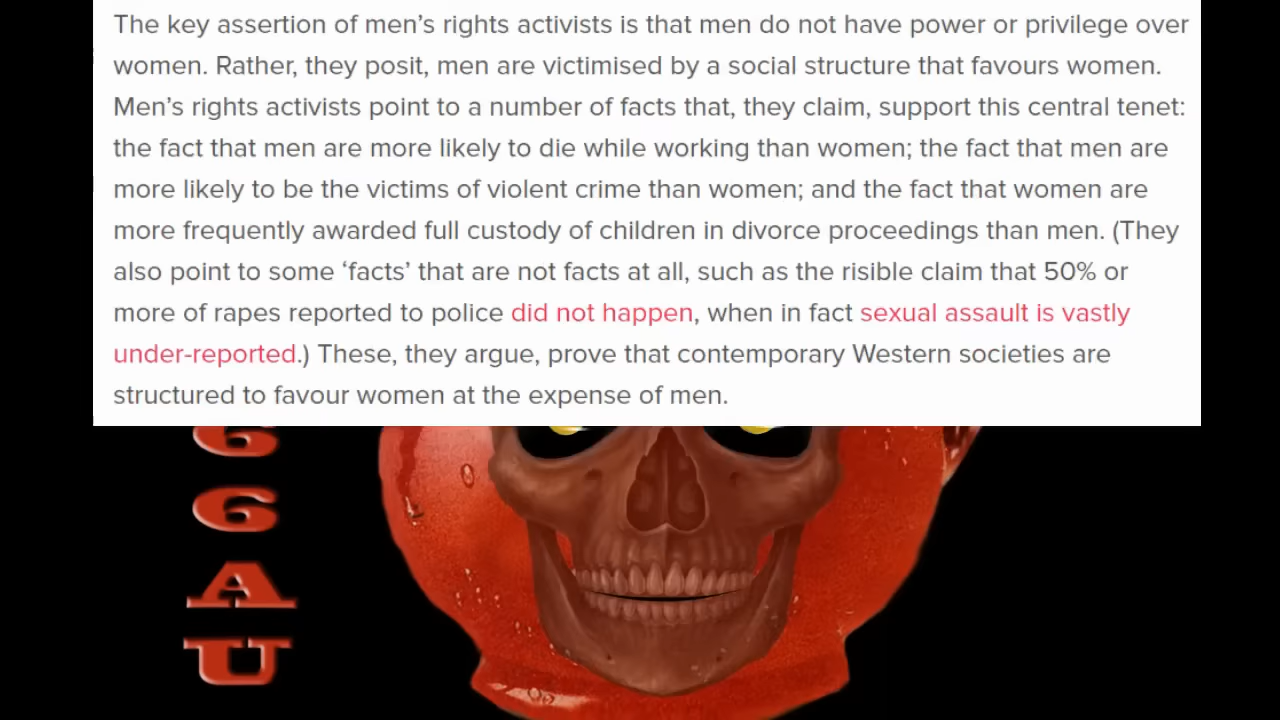 The key assertion of men’s rights activists is that men do not have power or privilege over
women. Rather, they posit, men are victimised by a social structure that favours women.
Men’s rights activists point to a number of facts that, they claim, support this central tenet:
the fact that men are more likely to die while working than women; the fact that men are
more likely to be the victims of violent crime than women; and the fact that women are
more frequently awarded full custody of children in divorce proceedings than men. (They
also point to some ‘facts’ that are not facts at all, such as the risible claim that 50% or
more of rapes reported to police did not happen, when in fact sexual assault is vastly
under-reported.) These, they argue, prove that contemporary Western societies are
structured to favour women at the expense of men.
6
6
A
U